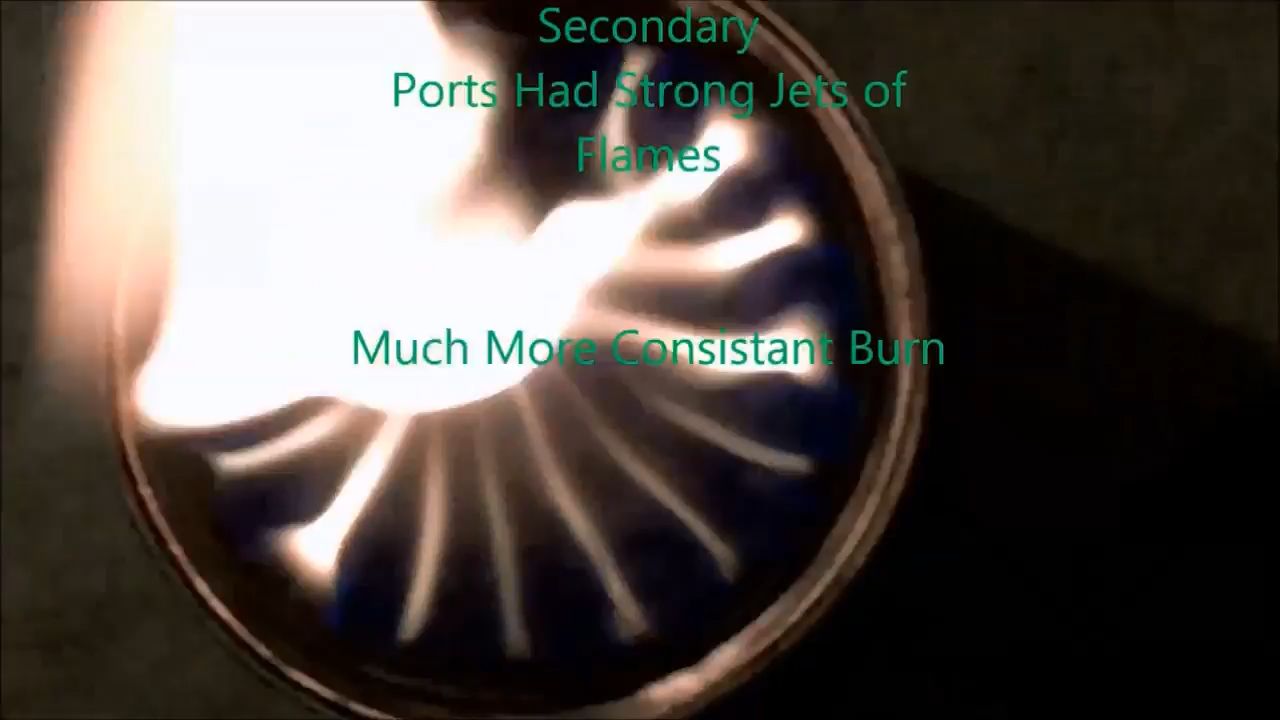 Secondary
Ports Had Strong Jets of
Flames
Much More Consistant Burn